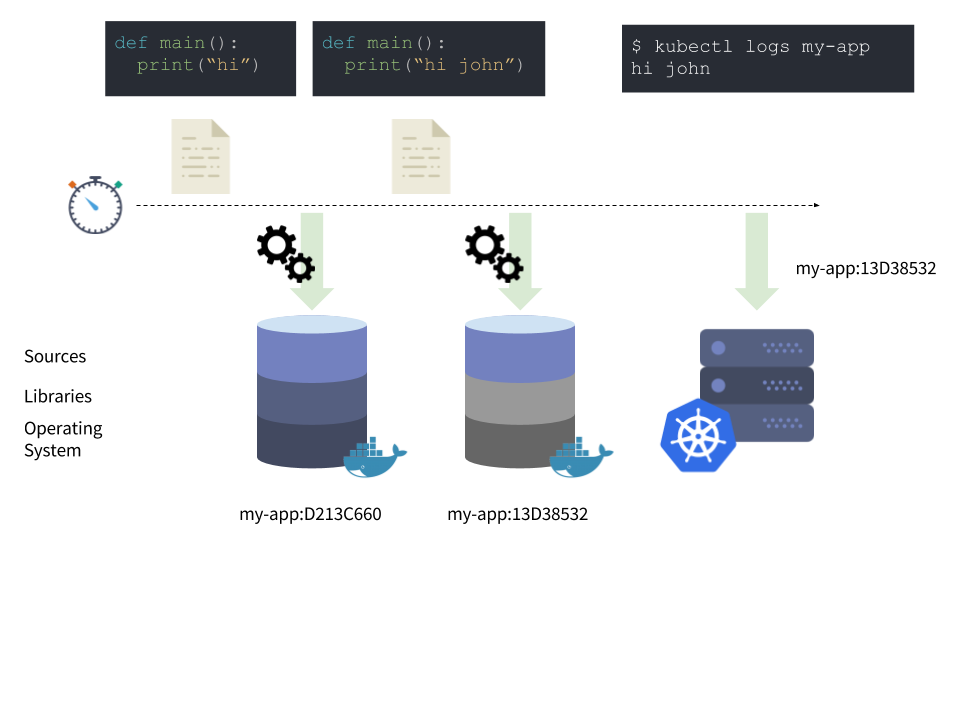 def main():
  print(“hi”)
def main():
  print(“hi john”)
$ kubectl logs my-app
hi john
my-app:13D38532
Sources
Libraries
Operating
System
my-app:D213C660
my-app:13D38532